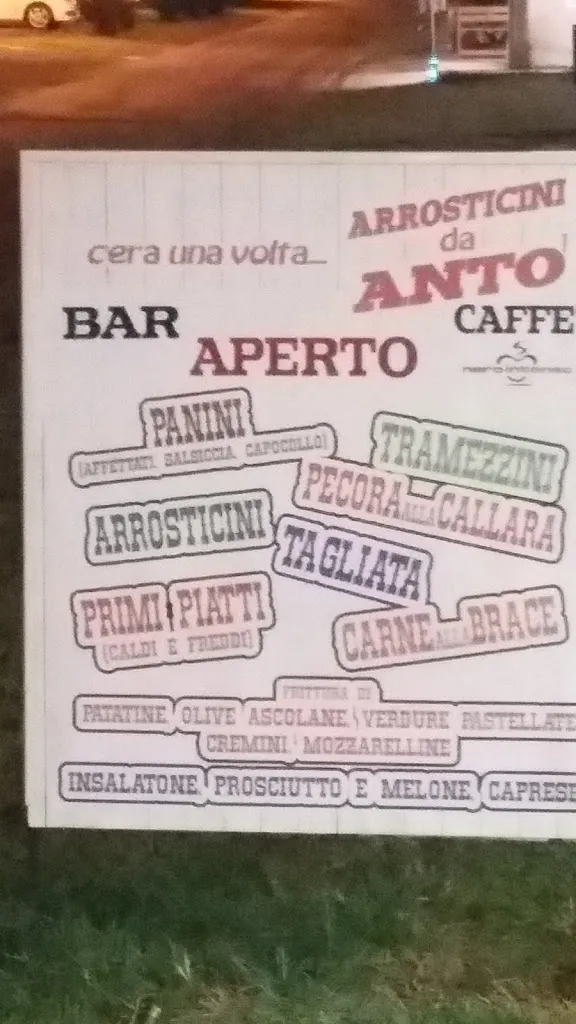 c'era una volta...
ARROSTICINI
da
ANTO
BAR
CAFFE
APERTO
PANINI
(AFFETTATI, SALSICCIA, CAPOCOLLO)
TRAMEZZINI
PECORA ALLA CALLARA
ARROSTICINI
TAGLIATA
PRIMI PIATTI
(CALDI E FREDDI)
CARNE ALLA BRACE
FRITTURA DI
PATATINE, OLIVE ASCOLANE, VERDURE PASTELLATE
CREMINI, MOZZARELLINE
INSALATONE, PROSCIUTTO E MELONE, CAPRESE